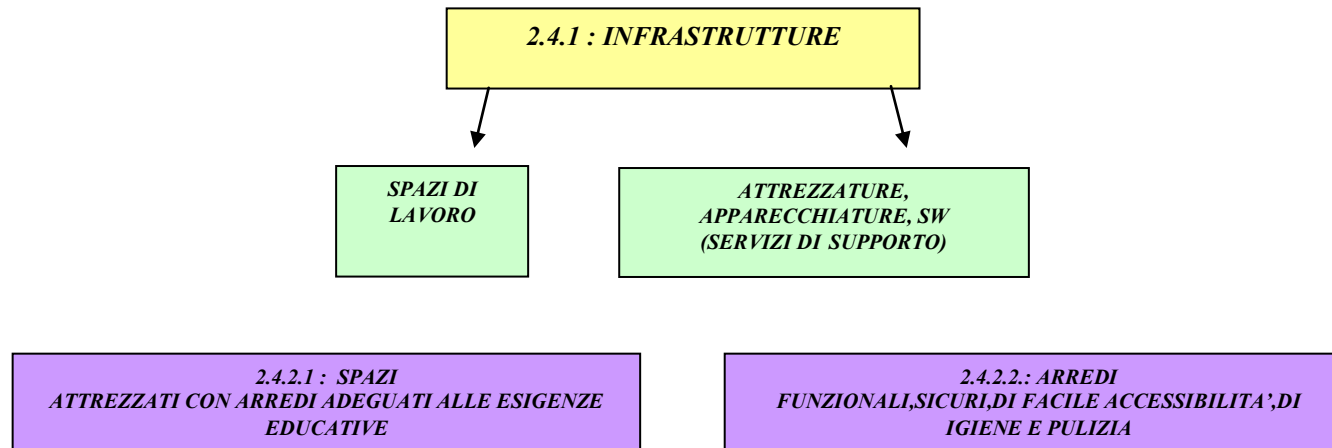 2.4.1 : INFRASTRUTTURE
SPAZI DI
LAVORO
ATTREZZATURE,
APPARECCHIATURE, SW
(SERVIZI DI SUPPORTO)
2.4.2.1 : SPAZI
ATTREZZATI CON ARREDI ADEGUATI ALLE ESIGENZE
EDUCATIVE
2.4.2.2.: ARREDI
FUNZIONALI,SICURI,DI FACILE ACCESSIBILITA’,DI
IGIENE E PULIZIA